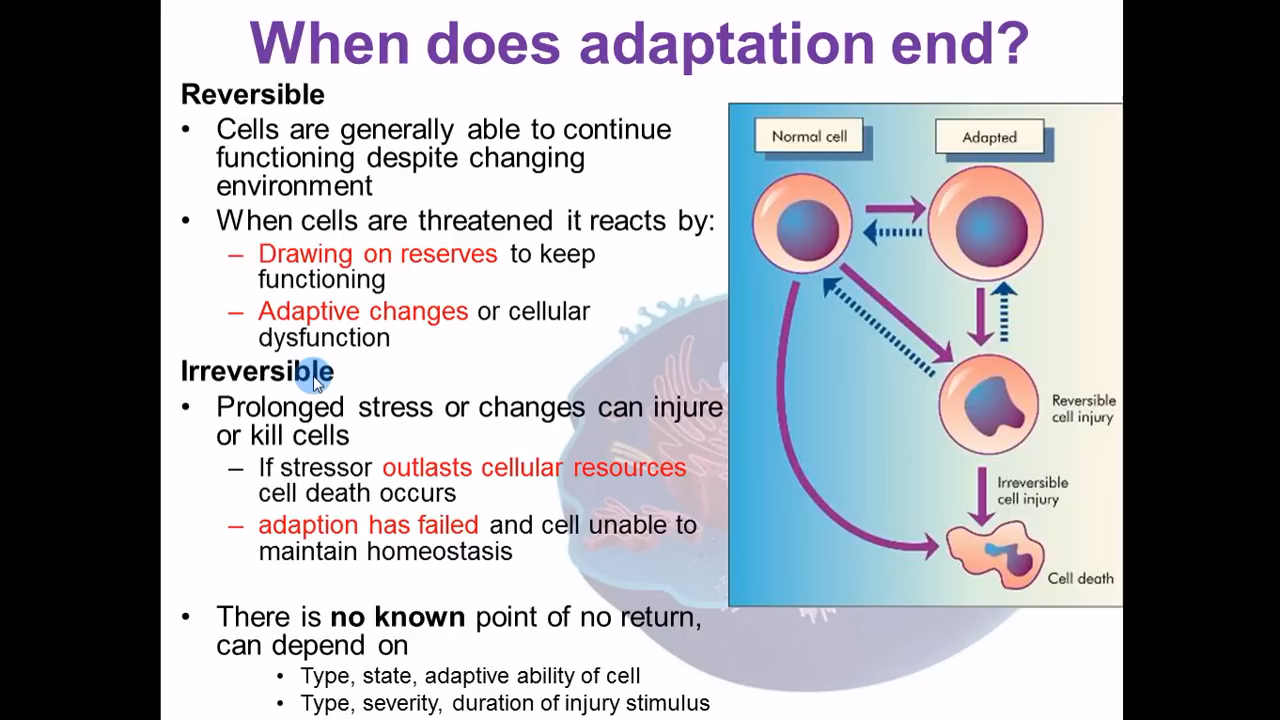 When does adaptation end?
Reversible
• Cells are generally able to continue
functioning despite changing
environment
• When cells are threatened it reacts by:
– Drawing on reserves to keep
functioning
– Adaptive changes or cellular
dysfunction
Irreversible
• Prolonged stress or changes can injure
or kill cells
– If stressor outlasts cellular resources
cell death occurs
– adaption has failed and cell unable to
maintain homeostasis
• There is no known point of no return,
can depend on
• Type, state, adaptive ability of cell
• Type, severity, duration of injury stimulus
Normal cell
Adapted
Reversible
cell injury
Irreversible
cell injury
Cell death